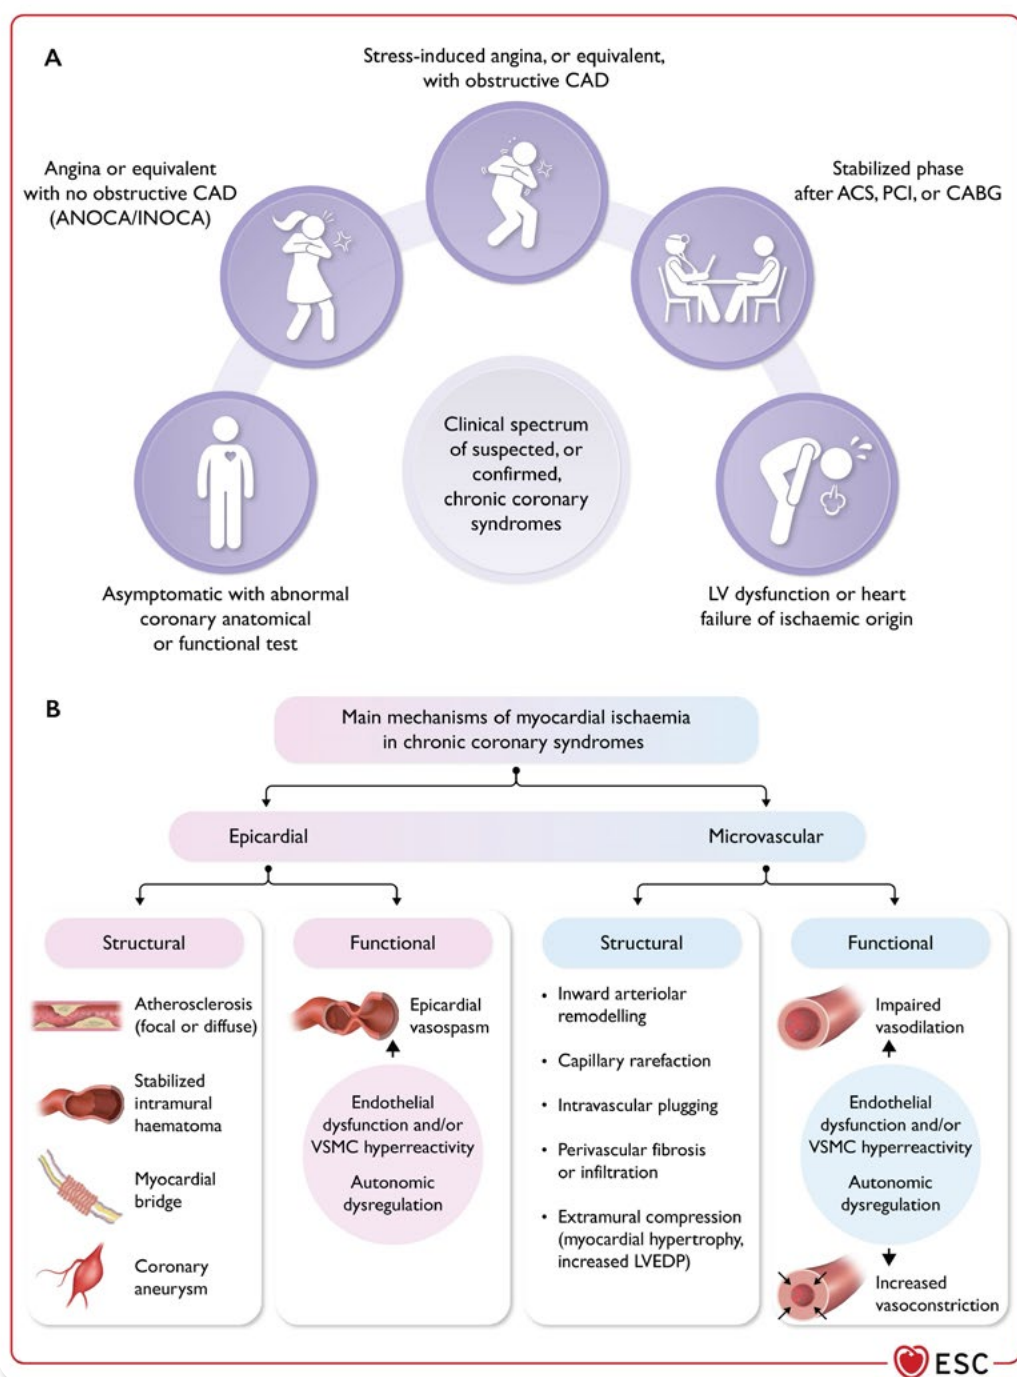 A
Stress-induced angina, or equivalent,
with obstructive CAD
Angina or equivalent
with no obstructive CAD
(ANOCA/INOCA)
Stabilized phase
after ACS, PCI, or CABG
Clinical spectrum
of suspected, or
confirmed,
chronic coronary
syndromes
Asymptomatic with abnormal
coronary anatomical
or functional test
LV dysfunction or heart
failure of ischaemic origin
B
Main mechanisms of myocardial ischaemia
in chronic coronary syndromes
Epicardial
Microvascular
Structural
Atherosclerosis
(focal or diffuse)
Stabilized
intramural
haematoma
Myocardial
bridge
Coronary
aneurysm
Functional
Epicardial
vasospasm
Endothelial
dysfunction and/or
VSMC hyperreactivity
Autonomic
dysregulation
Structural
• Inward arteriolar
remodelling
• Capillary rarefaction
• Intravascular plugging
• Perivascular fibrosis
or infiltration
• Extramural compression
(myocardial hypertrophy,
increased LVEDP)
Functional
Impaired
vasodilation
Endothelial
dysfunction and/or
VSMC hyperreactivity
Autonomic
dysregulation
Increased
vasoconstriction
ESC